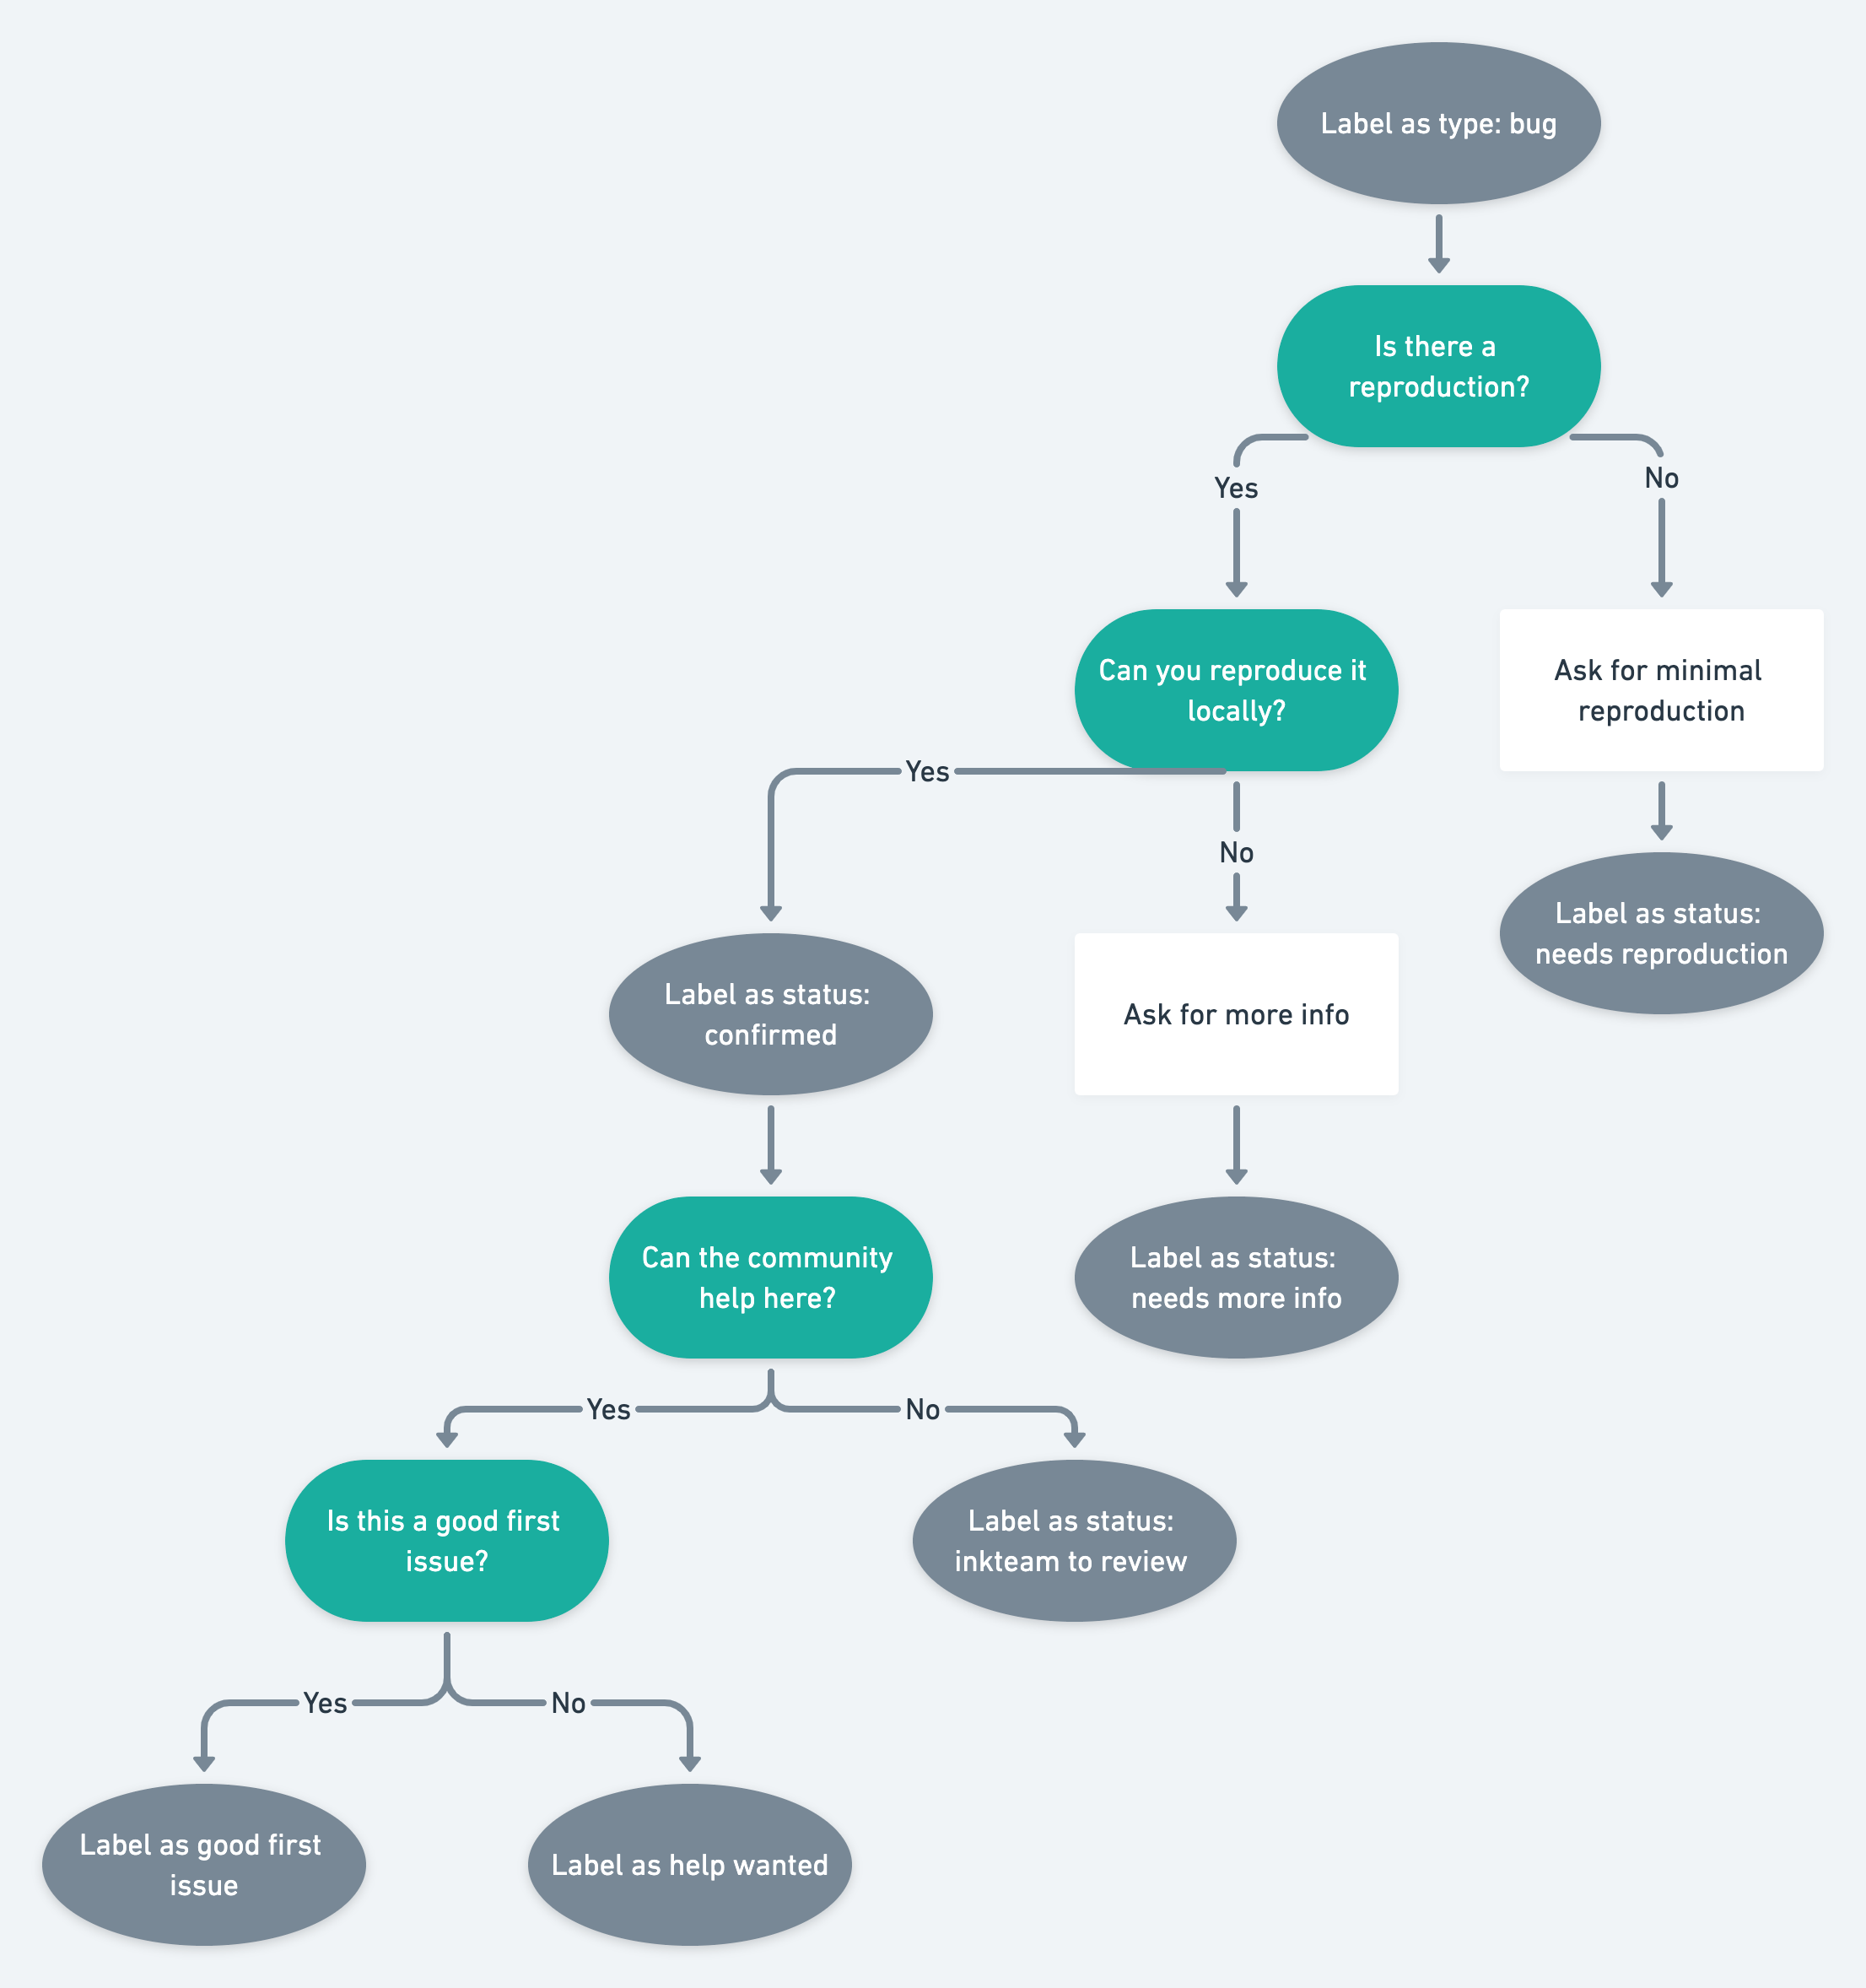 Label as type: bug
Is there a
reproduction?
Yes
No
Can you reproduce it
locally?
Ask for minimal
reproduction
Yes
No
Label as status:
needs reproduction
Label as status:
confirmed
Ask for more info
Can the community
help here?
Label as status:
needs more info
Yes
No
Is this a good first
issue?
Label as status:
inkteam to review
Yes
No
Label as good first
issue
Label as help wanted